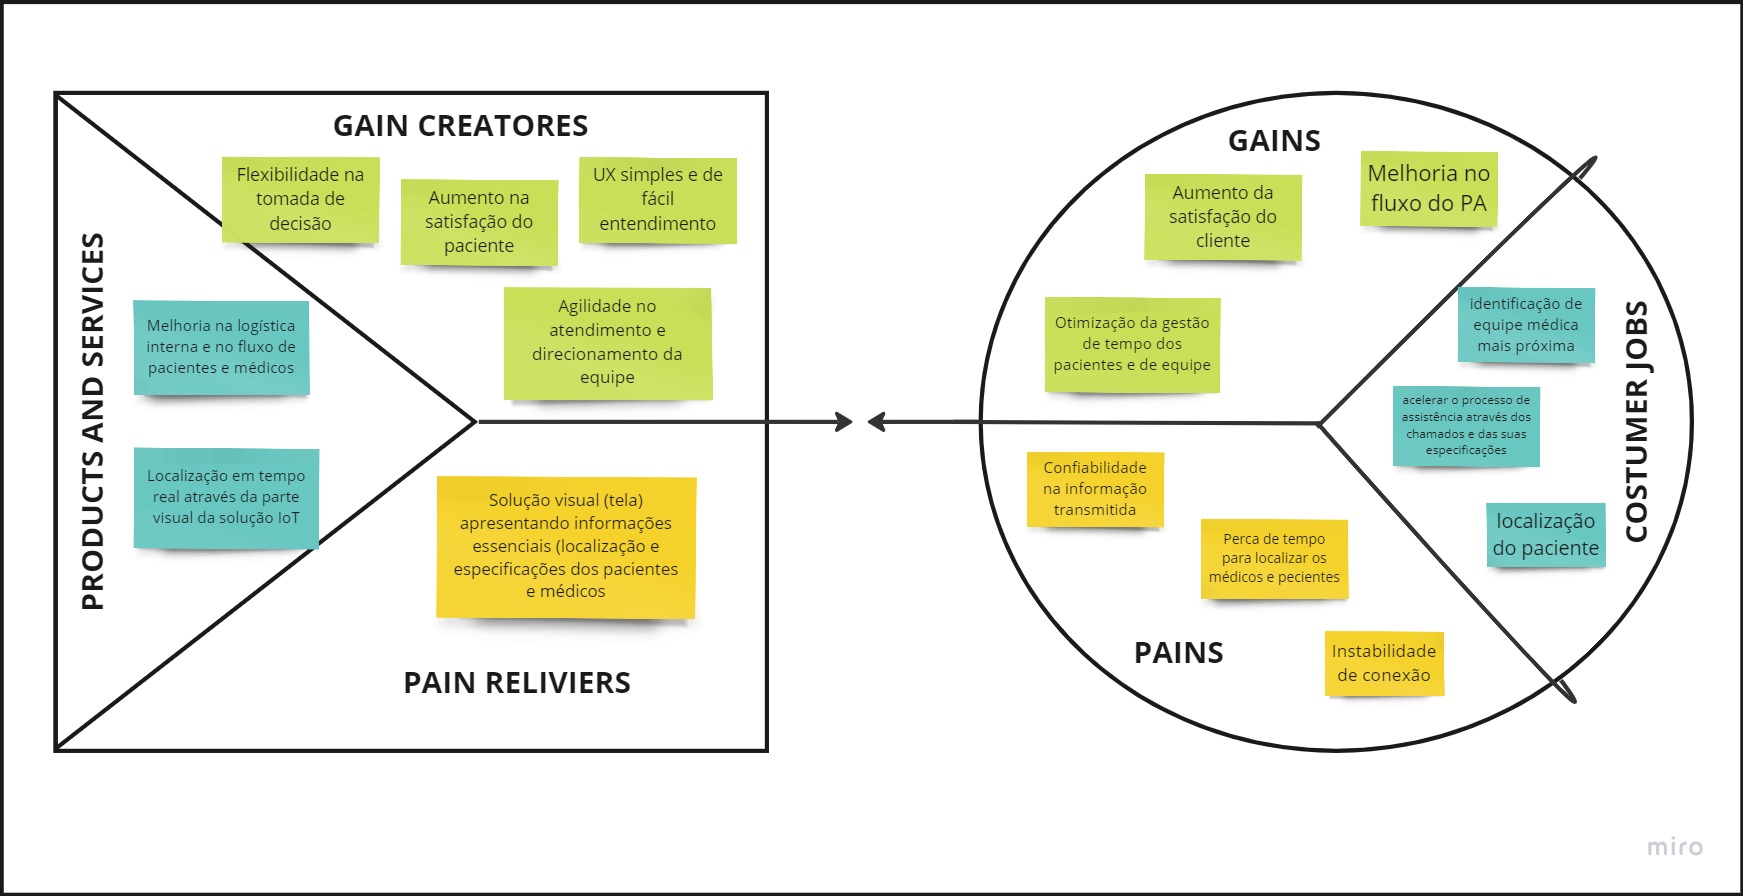 GAIN CREATORES
Flexibilidade na
tomada de
decisão
Aumento na
satisfação do
paciente
UX simples e de
fácil
entendimento
Agilidade no
atendimento e
direcionamento da
equipe
PRODUCTS AND SERVICES
Melhoria na logística
interna e no fluxo de
pacientes e médicos
Localização em tempo
real através da parte
visual da solução IoT
Solução visual (tela)
apresentando informações
essenciais (localização e
especificações dos pacientes
e médicos
PAIN RELIVIERS
GAINS
Aumento da
satisfação do
cliente
Melhoria no
fluxo do PA
Otimização da gestão
de tempo dos
pacientes e de equipe
COSTUMER JOBS
identificação de
equipe médica
mais próxima
acelerar o processo de
assistência através dos
chamados e das suas
especificações
localização
do paciente
Confiabilidade
na informação
transmitida
Perca de tempo
para localizar os
médicos e pecientes
Instabilidade
de conexão
PAINS
miro